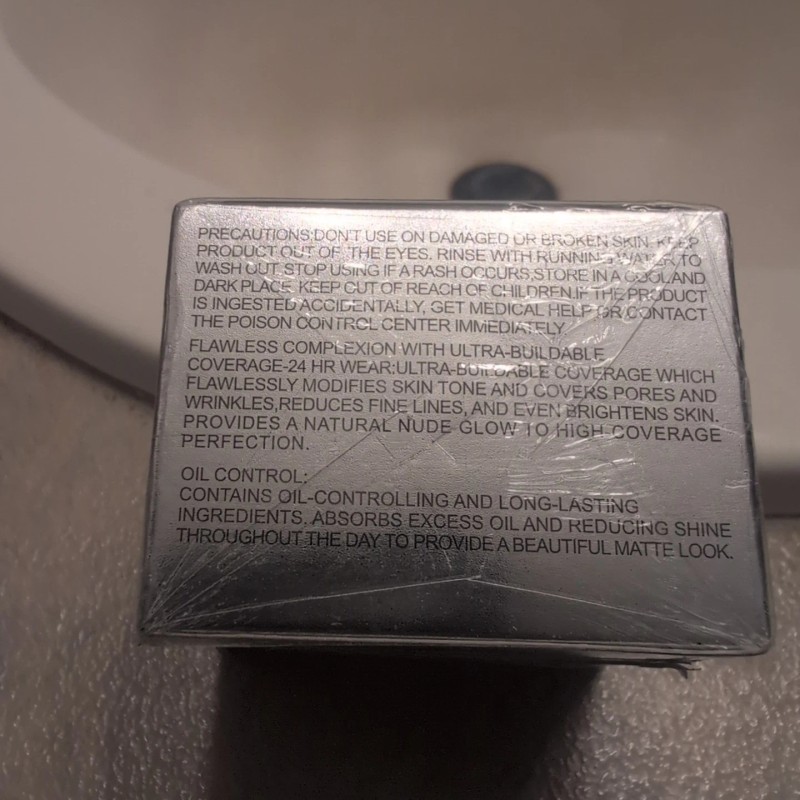 PRECAUTIONS:DON'T USE ON DAMAGED OR BROKEN SKIN. KEEP
PRODUCT OUT OF THE EYES. RINSE WITH RUNNING WATER TO
WASH OUT. STOP USING IF A RASH OCCURS,STORE IN A COOL AND
DARK PLACE. KEEP OUT OF REACH OF CHILDREN.IF THE PRODUCT
IS INGESTED ACCIDENTALLY, GET MEDICAL HELP OR CONTACT
THE POISON CONTROL CENTER IMMEDIATELY.
FLAWLESS COMPLEXION WITH ULTRA-BUILDABLE
COVERAGE-24 HR WEAR:ULTRA-BUILDABLE COVERAGE WHICH
FLAWLESSLY MODIFIES SKIN TONE AND COVERS PORES AND
WRINKLES,REDUCES FINE LINES, AND EVEN BRIGHTENS SKIN.
PROVIDES A NATURAL NUDE GLOW TO HIGH COVERAGE
PERFECTION.
OIL CONTROL:
CONTAINS OIL-CONTROLLING AND LONG-LASTING
INGREDIENTS. ABSORBS EXCESS OIL AND REDUCING SHINE
THROUGHOUT THE DAY TO PROVIDE A BEAUTIFUL MATTE LOOK.